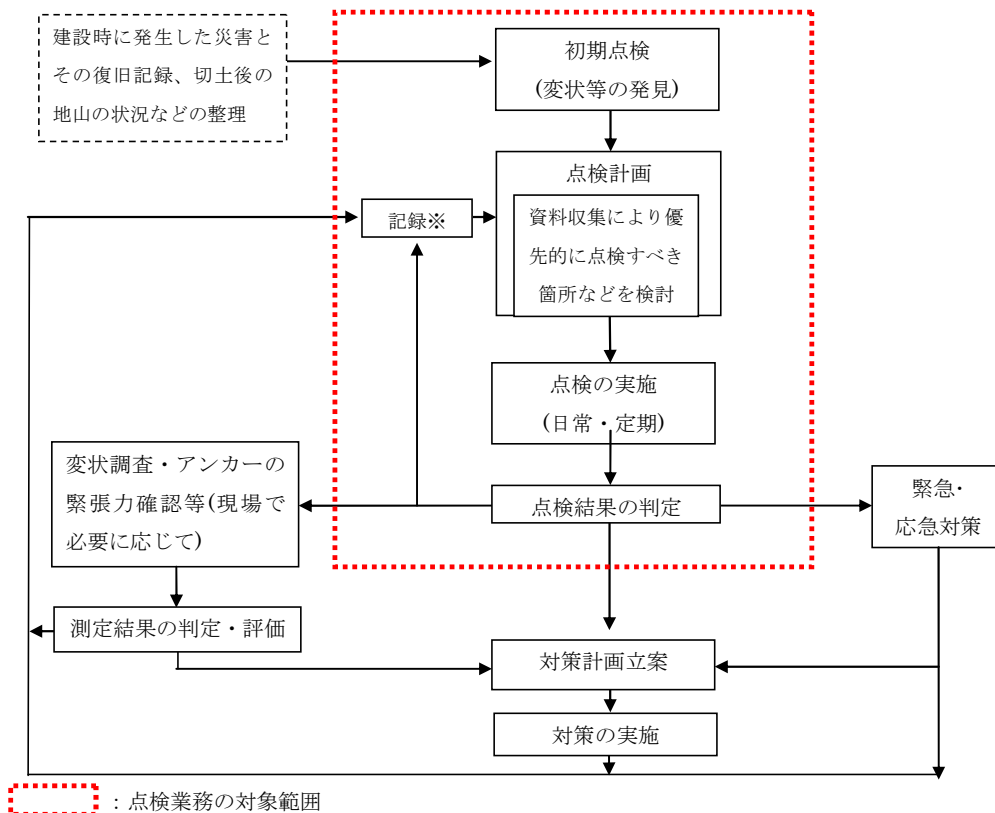 建設時に発生した災害と
その復旧記録、切土後の
地山の状況などの整理
初期点検
(変状等の発見)
点検計画
資料収集により優
先的に点検すべき
箇所などを検討
記録※
点検の実施
(日常・定期)
変状調査・アンカーの
緊張力確認等(現場で
必要に応じて)
点検結果の判定
緊急・
応急対策
測定結果の判定・評価
対策計画立案
対策の実施
：点検業務の対象範囲